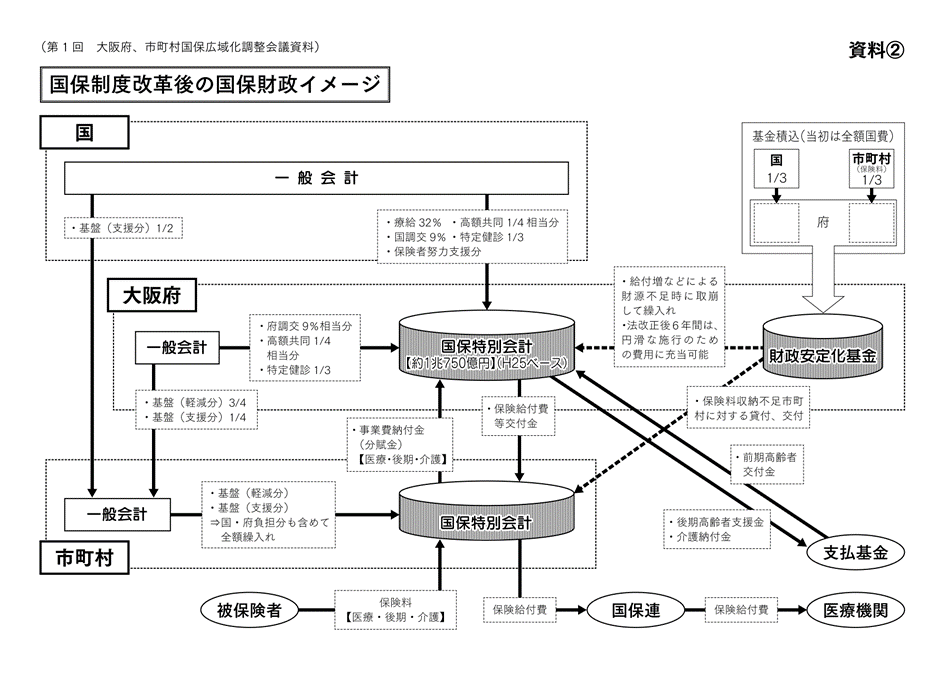 （第１回　大阪府、市町村国保広域化調整会議資料）
資料②
国保制度改革後の国保財政イメージ
国
一 般 会 計
・基盤（支援分）1/2
・療給 32%　・高額共同 1/4 相当分
・国調交 9%　・特定健診 1/3
・保険者努力支援分
基金積込（当初は全額国費）
国
1/3
市町村
（保険料）
1/3
府
大阪府
一般会計
・府調交 9%相当分
・高額共同 1/4
相当分
・特定健診 1/3
国保特別会計
【約1兆750億円】（H25ベース）
・給付増などによる
財源不足時に取崩
して繰入れ
・法改正後６年間は、
円滑な施行のため
の費用に充当可能
財政安定化基金
・基盤（軽減分）3/4
・基盤（支援分）1/4
・事業費納付金
（分賦金）
【医療・後期・介護】
・保険給付費
等交付金
・保険料収納不足市町
村に対する貸付、交付
・前期高齢者
交付金
・後期高齢者支援金
・介護納付金
一般会計
・基盤（軽減分）
・基盤（支援分）
⇒国・府負担分も含めて
全額繰入れ
国保特別会計
市町村
支払基金
被保険者
保険料
【医療・後期・介護】
保険給付費
国保連
保険給付費
医療機関